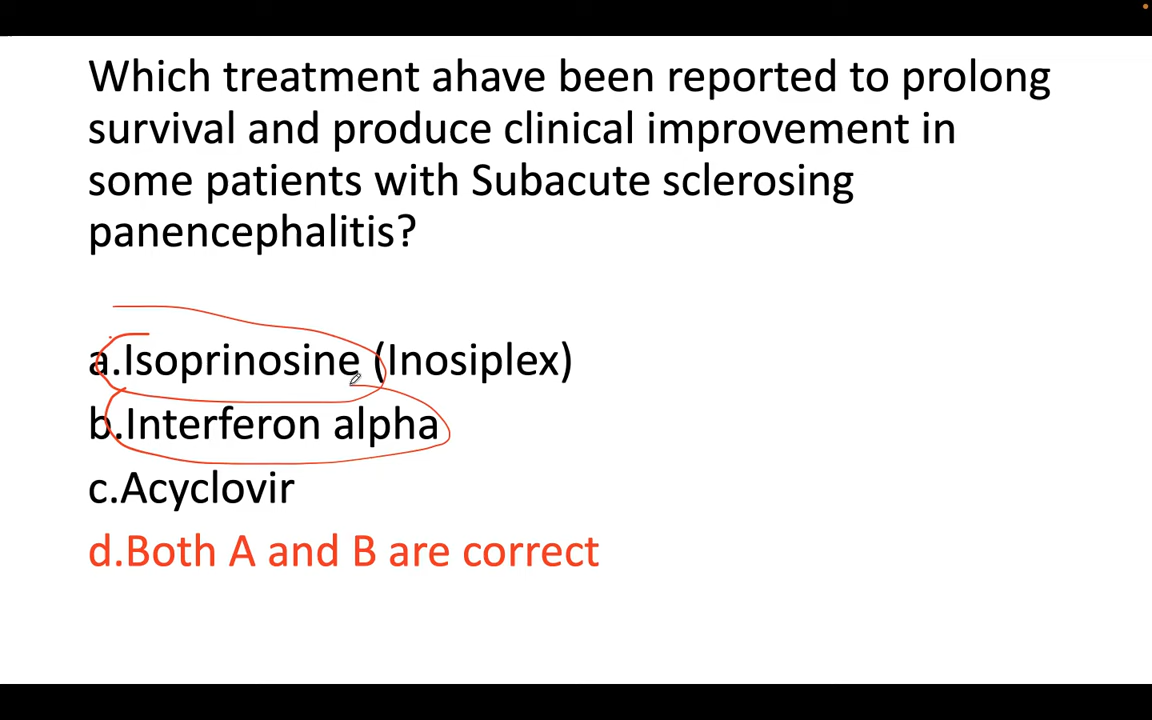 Which treatment ahave been reported to prolong
survival and produce clinical improvement in
some patients with Subacute sclerosing
panencephalitis?
a.Isoprinosine (Inosiplex)
b.Interferon alpha
c.Acyclovir
d.Both A and B are correct